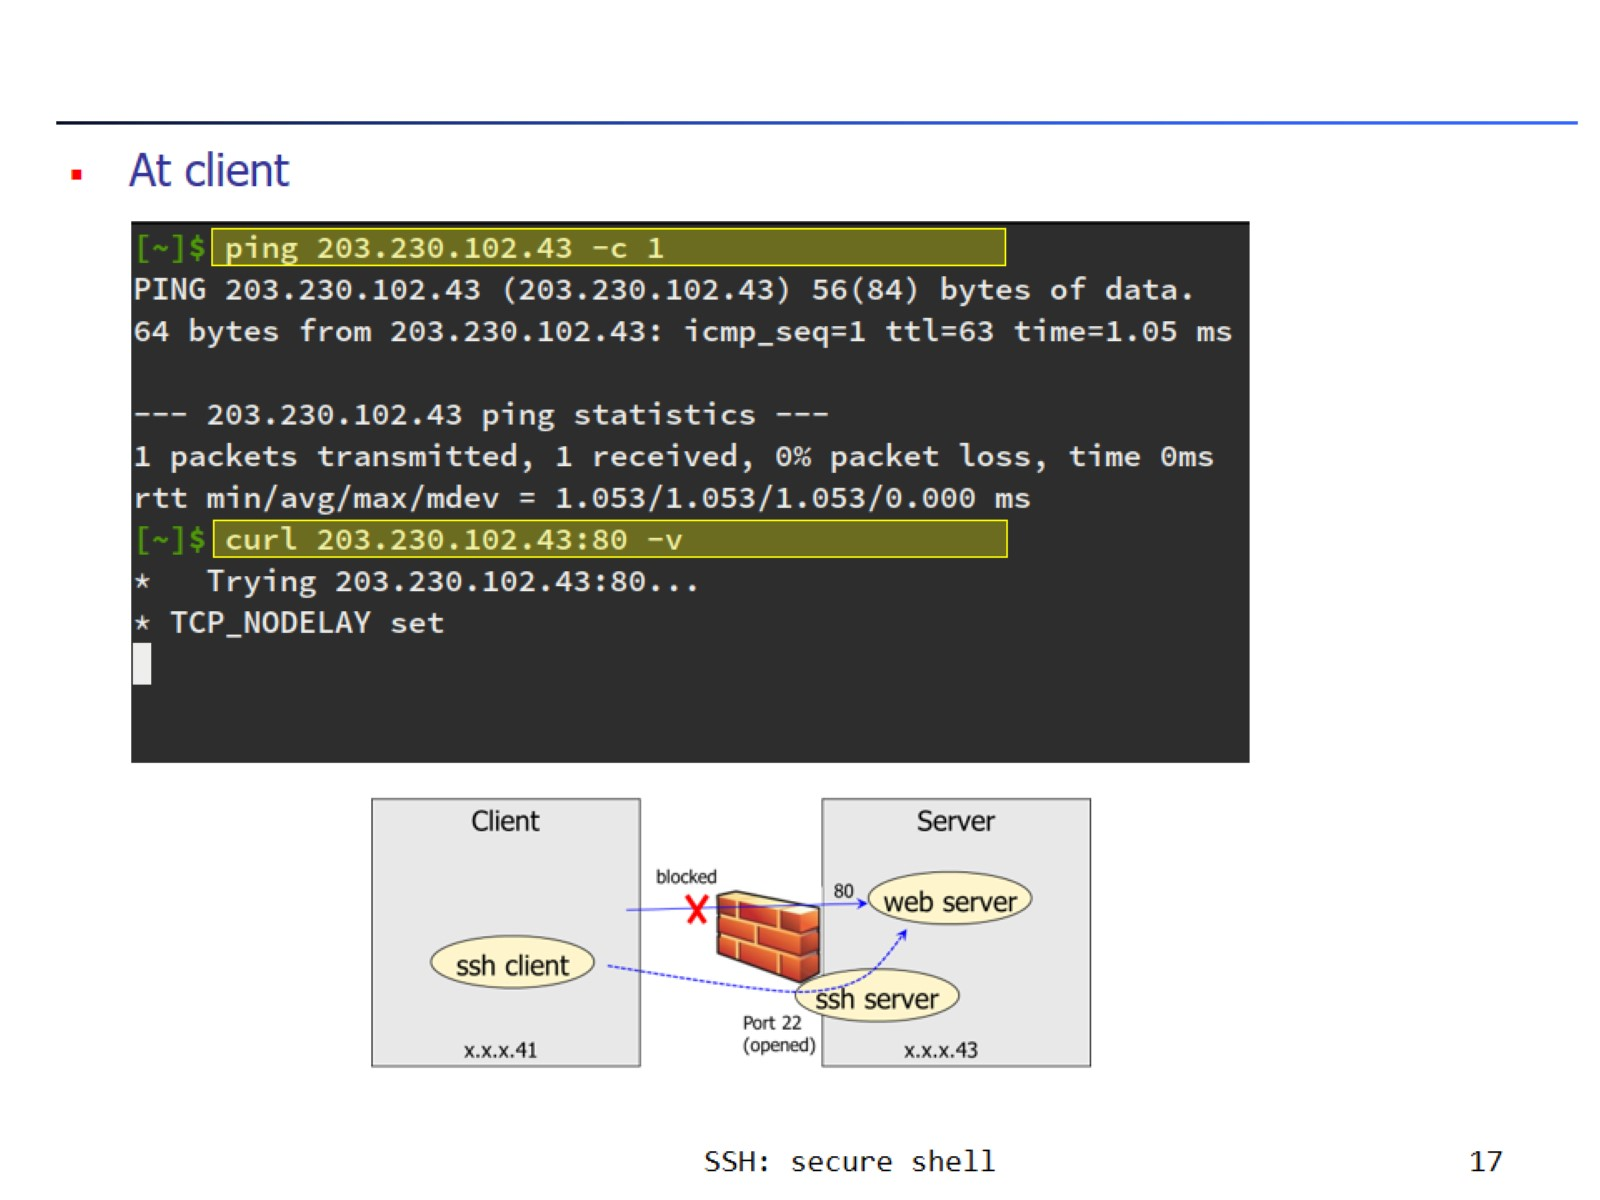 At client
[~]$ ping 203.230.102.43 -c 1
PING 203.230.102.43 (203.230.102.43) 56(84) bytes of data.
64 bytes from 203.230.102.43: icmp_seq=1 ttl=63 time=1.05 ms
--- 203.230.102.43 ping statistics ---
1 packets transmitted, 1 received, 0% packet loss, time 0ms
rtt min/avg/max/mdev = 1.053/1.053/1.053/0.000 ms
[~]$ curl 203.230.102.43:80 -v
*   Trying 203.230.102.43:80...
* TCP_NODELAY set
Client
Server
blocked
80
web server
ssh client
ssh server
Port 22
(opened)
x.x.x.41
x.x.x.43
SSH: secure shell
17